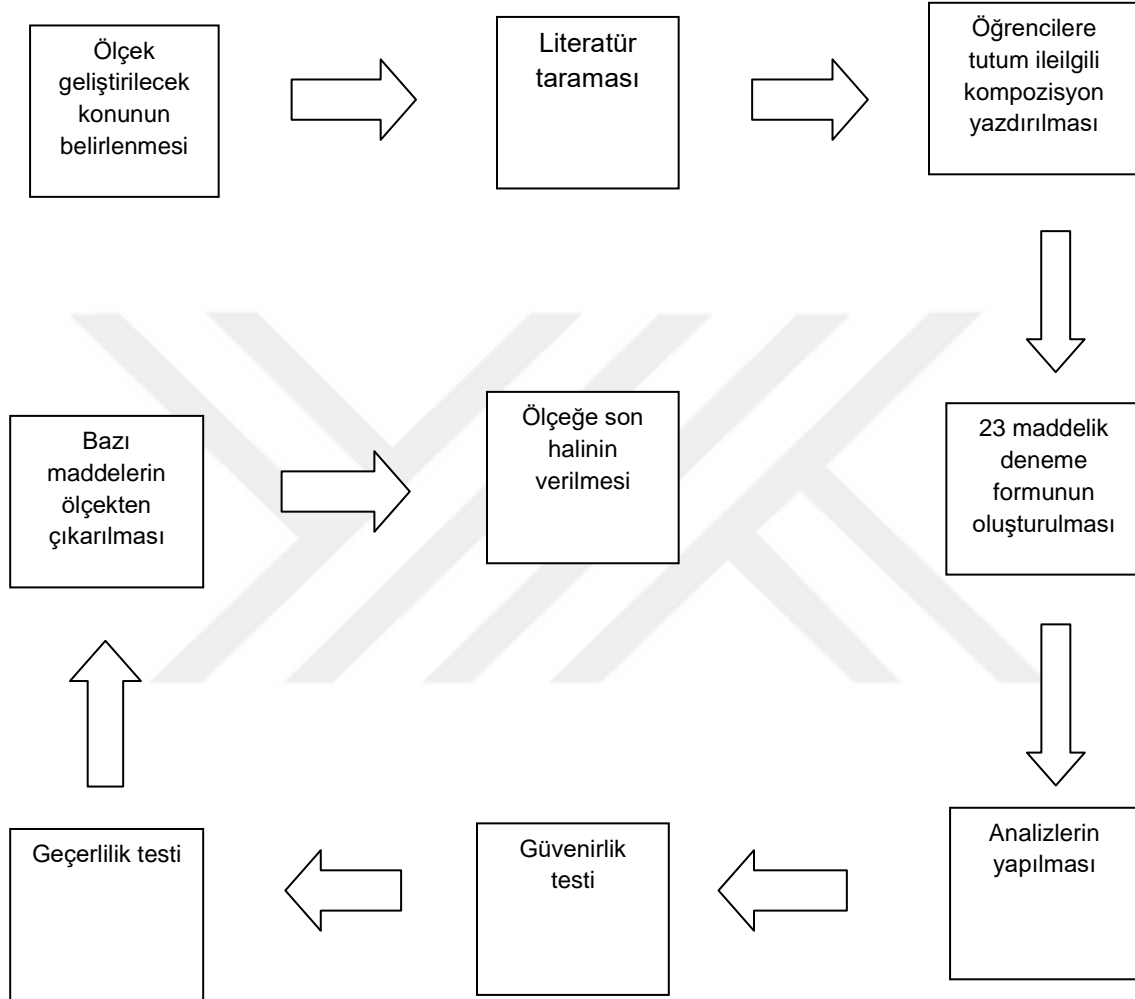 Ölçek
geliştirilecek
konunun
belirlenmesi
Literatür
taraması
Öğrencilere
tutum ileilgili
kompozisyon
yazdırılması
23 maddelik
deneme
formunun
oluşturulması
Analizlerin
yapılması
Güvenirlik
testi
Geçerlilik testi
Bazı
maddelerin
ölçekten
çıkarılması
Ölçeğe son
halinin
verilmesi